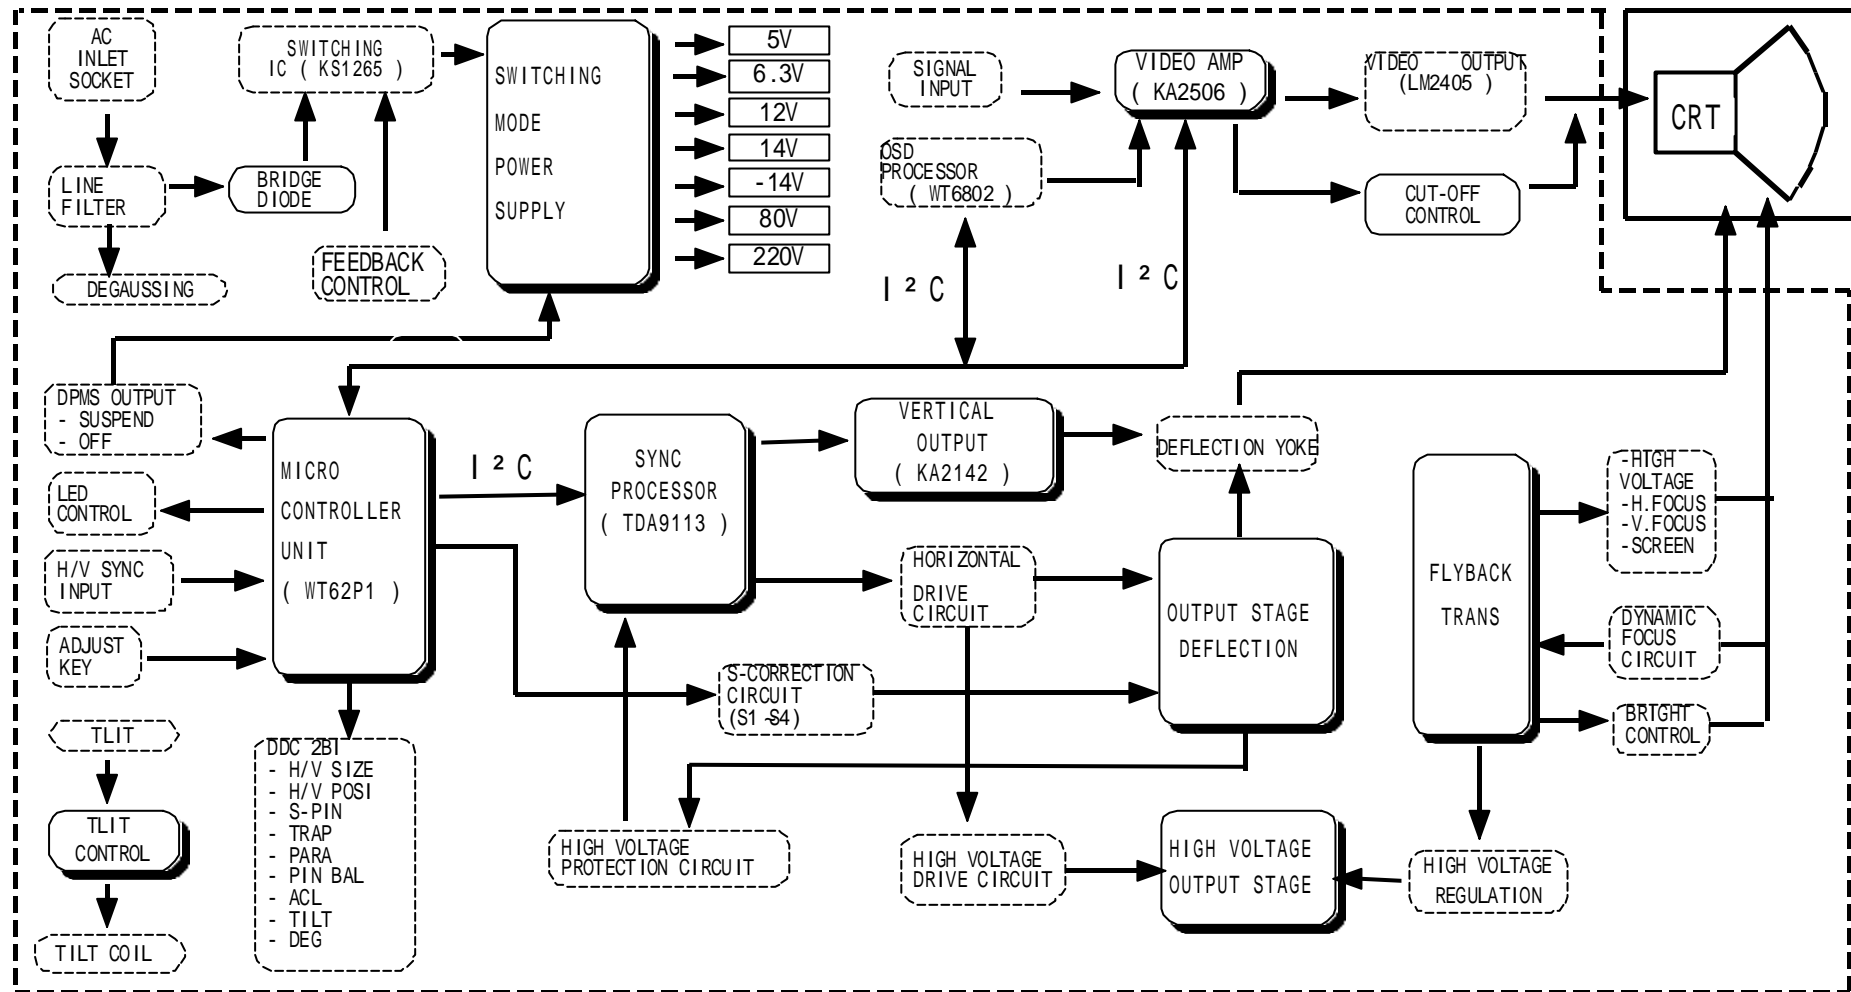 AC
INLET
SOCKET
SWITCHING
IC ( KS1265 )
LINE
FILTER
BRIDGE
DIODE
DEGAUSSING
FEEDBACK
CONTROL
SWITCHING
MODE
POWER
SUPPLY
5V
6.3V
12V
14V
-14V
80V
220V
SIGNAL
INPUT
VIDEO AMP
( KA2506 )
VIDEO OUTPUT
(LM2405 )
CRT
OSD
PROCESSOR
( WT6802 )
CUT-OFF
CONTROL
I ² C
I ² C
DPMS OUTPUT
- SUSPEND
- OFF
LED
CONTROL
H/V SYNC
INPUT
ADJUST
KEY
MICRO
CONTROLLER
UNIT
( WT62P1 )
I ² C
SYNC
PROCESSOR
( TDA9113 )
VERTICAL
OUTPUT
( KA2142 )
DEFLECTION YOKE
HORIZONTAL
DRIVE
CIRCUIT
OUTPUT STAGE
DEFLECTION
S-CORRECTION
CIRCUIT
(S1 ~S4)
FLYBACK
TRANS
-HIGH
VOLTAGE
-H.FOCUS
-V.FOCUS
-SCREEN
DYNAMIC
FOCUS
CIRCUIT
BRIGHT
CONTROL
TLIT
TLIT
CONTROL
TILT COIL
DDC 2BI
- H/V SIZE
- H/V POSI
- S-PIN
- TRAP
- PARA
- PIN BAL
- ACL
- TILT
- DEG
HIGH VOLTAGE
PROTECTION CIRCUIT
HIGH VOLTAGE
DRIVE CIRCUIT
HIGH VOLTAGE
OUTPUT STAGE
HIGH VOLTAGE
REGULATION